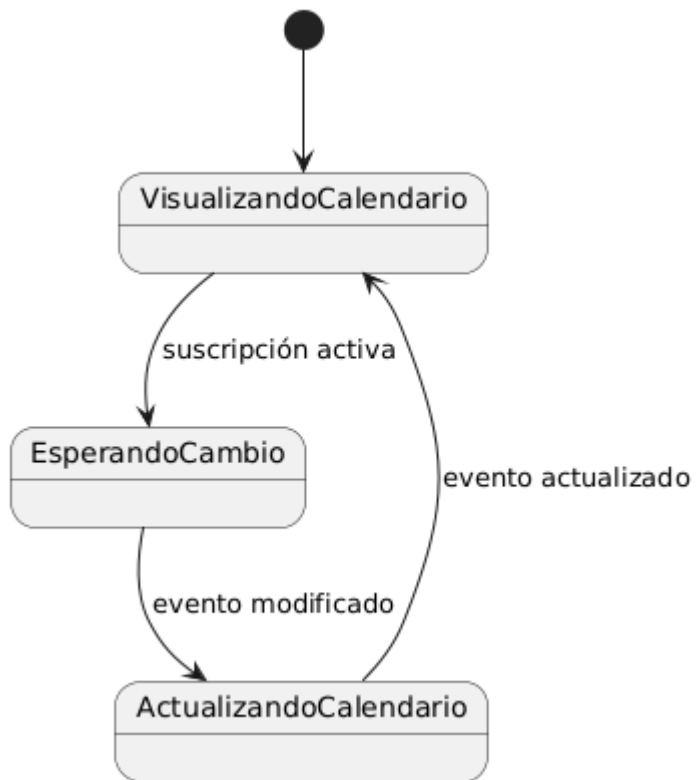 VisualizandoCalendario
suscripción activa
EsperandoCambio
evento actualizado
evento modificado
ActualizandoCalendario